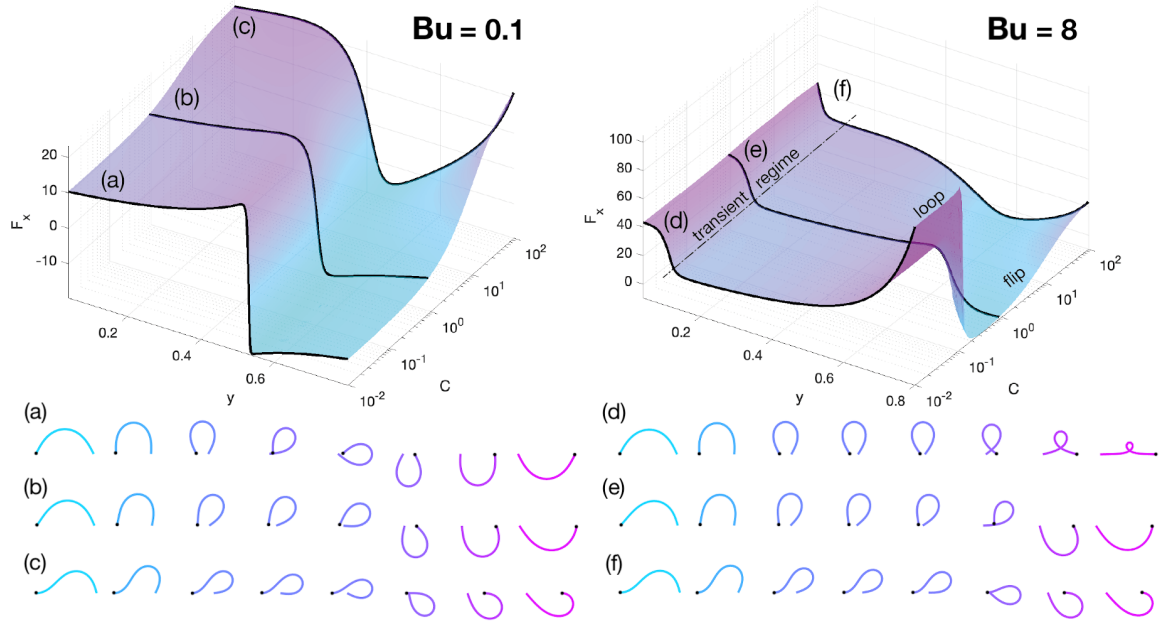 Bu = 0.1
(c)
(b)
(a)
20
10
0
-10
F_x
0.2
0.4
0.6
y
10^-2
10^-1
10^0
10^1
10^2
C
Bu = 8
(f)
(e)
(d)
transient regime
loop
flip
100
80
60
40
20
0
F_x
0.2
0.4
0.6
0.8
y
10^-2
10^-1
10^0
10^1
10^2
C
(a)
(b)
(c)
(d)
(e)
(f)